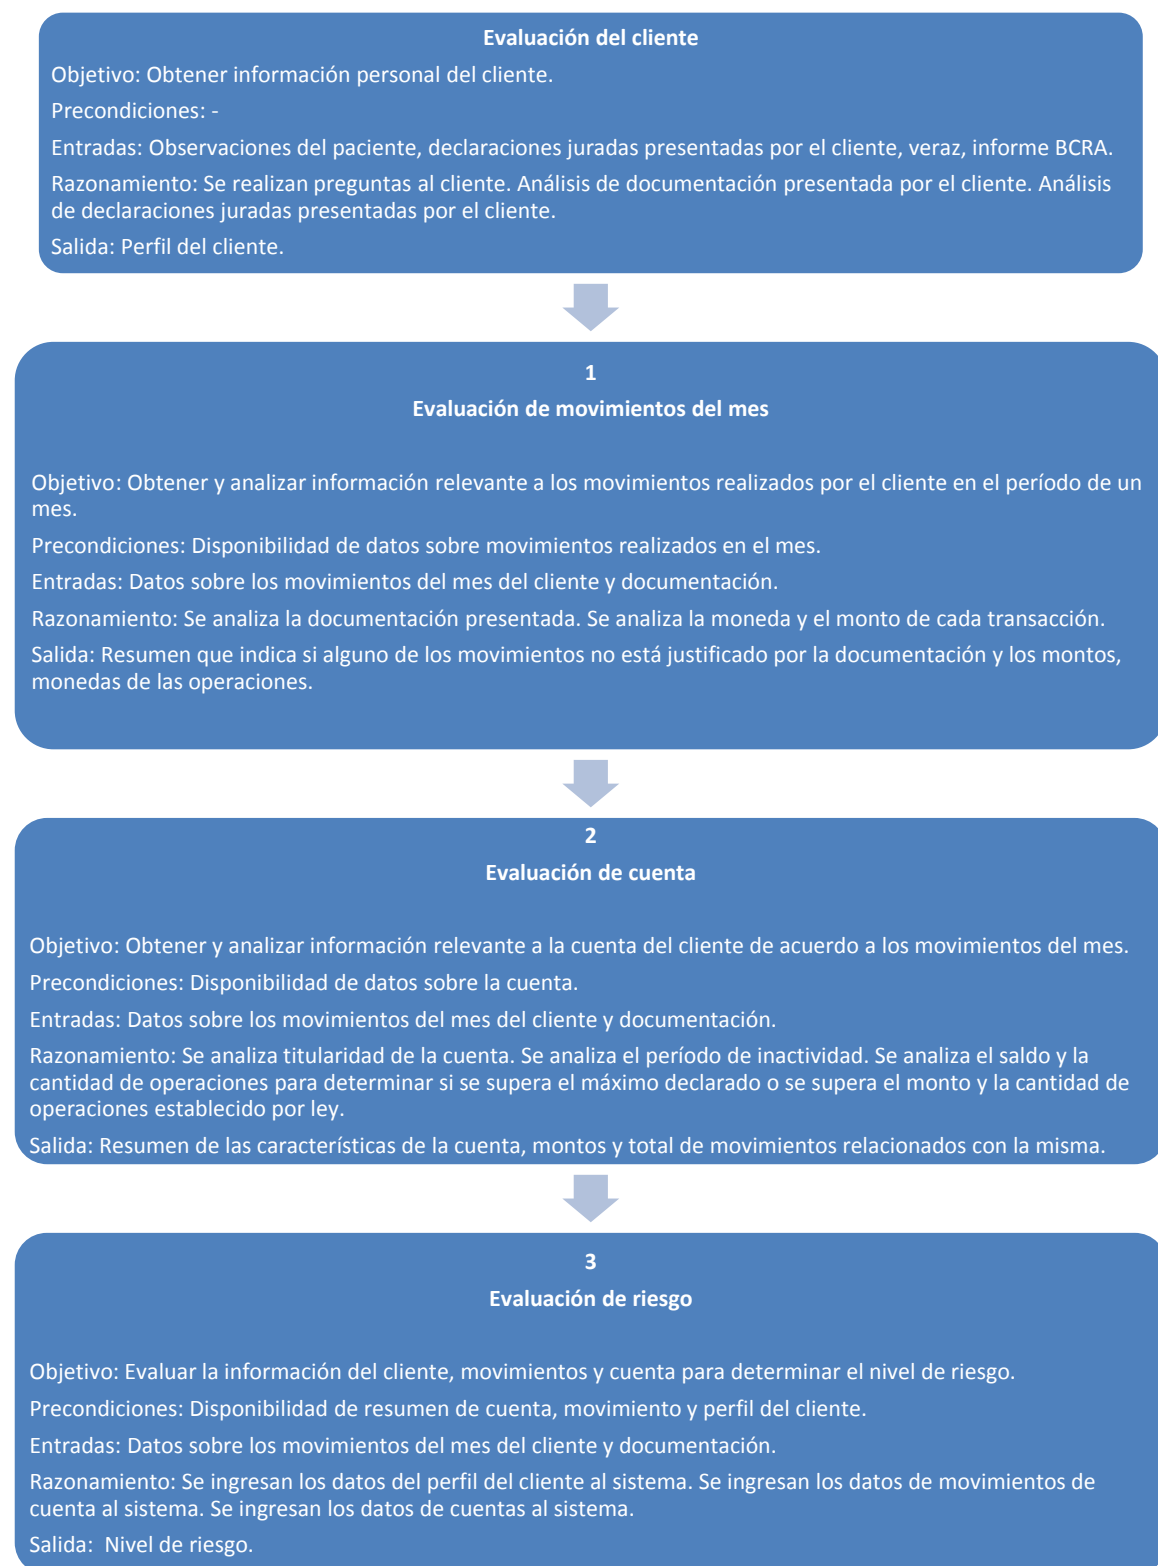 Evaluación del cliente
Objetivo: Obtener información personal del cliente.
Precondiciones: -
Entradas: Observaciones del paciente, declaraciones juradas presentadas por el cliente, veraz, informe BCRA.
Razonamiento: Se realizan preguntas al cliente. Análisis de documentación presentada por el cliente. Análisis
de declaraciones juradas presentadas por el cliente.
Salida: Perfil del cliente.
1
Evaluación de movimientos del mes
Objetivo: Obtener y analizar información relevante a los movimientos realizados por el cliente en el período de un
mes.
Precondiciones: Disponibilidad de datos sobre movimientos realizados en el mes.
Entradas: Datos sobre los movimientos del mes del cliente y documentación.
Razonamiento: Se analiza la documentación presentada. Se analiza la moneda y el monto de cada transacción.
Salida: Resumen que indica si alguno de los movimientos no está justificado por la documentación y los montos,
monedas de las operaciones.
2
Evaluación de cuenta
Objetivo: Obtener y analizar información relevante a la cuenta del cliente de acuerdo a los movimientos del mes.
Precondiciones: Disponibilidad de datos sobre la cuenta.
Entradas: Datos sobre los movimientos del mes del cliente y documentación.
Razonamiento: Se analiza titularidad de la cuenta. Se analiza el período de inactividad. Se analiza el saldo y la
cantidad de operaciones para determinar si se supera el máximo declarado o se supera el monto y la cantidad de
operaciones establecido por ley.
Salida: Resumen de las características de la cuenta, montos y total de movimientos relacionados con la misma.
3
Evaluación de riesgo
Objetivo: Evaluar la información del cliente, movimientos y cuenta para determinar el nivel de riesgo.
Precondiciones: Disponibilidad de resumen de cuenta, movimiento y perfil del cliente.
Entradas: Datos sobre los movimientos del mes del cliente y documentación.
Razonamiento: Se ingresan los datos del perfil del cliente al sistema. Se ingresan los datos de movimientos de
cuenta al sistema. Se ingresan los datos de cuentas al sistema.
Salida: Nivel de riesgo.